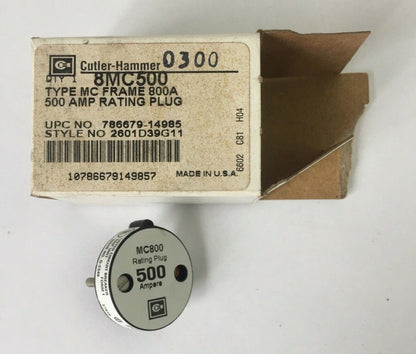 Cutler-Hammer 0300
QTY 1 8MC500
TYPE MC FRAME 800A
500 AMP RATING PLUG
UPC NO 786679-14985
STYLE NO 2601D39G11
10786679149857 MADE IN U.S.A.
6602 C81 H04
MC800
Rating Plug
500
Amperes